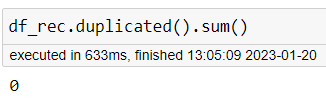 df_rec.duplicated().sum()
executed in 633ms, finished 13:05:09 2023-01-20
0